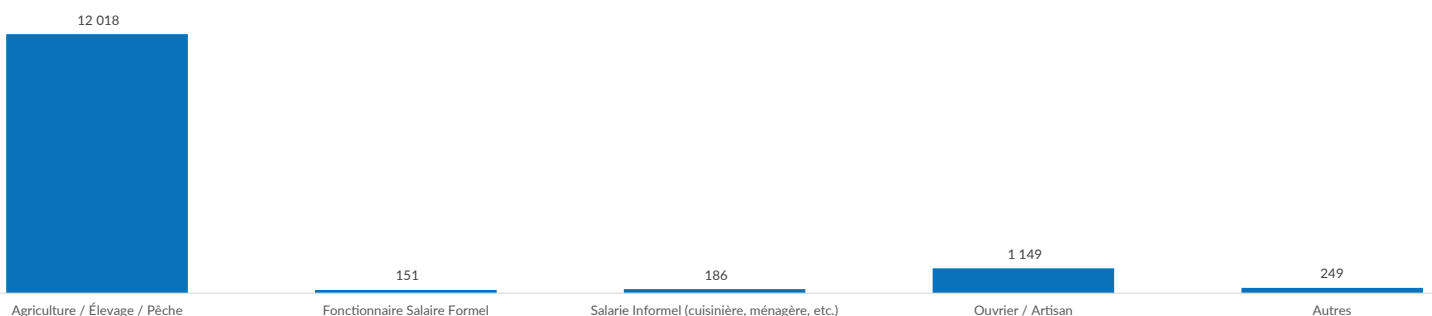 12 018
151
186
1 149
249
Agriculture / Élevage / Pêche
Fonctionnaire Salaire Formel
Salarie Informel (cuisinière, ménagère, etc.)
Ouvrier / Artisan
Autres